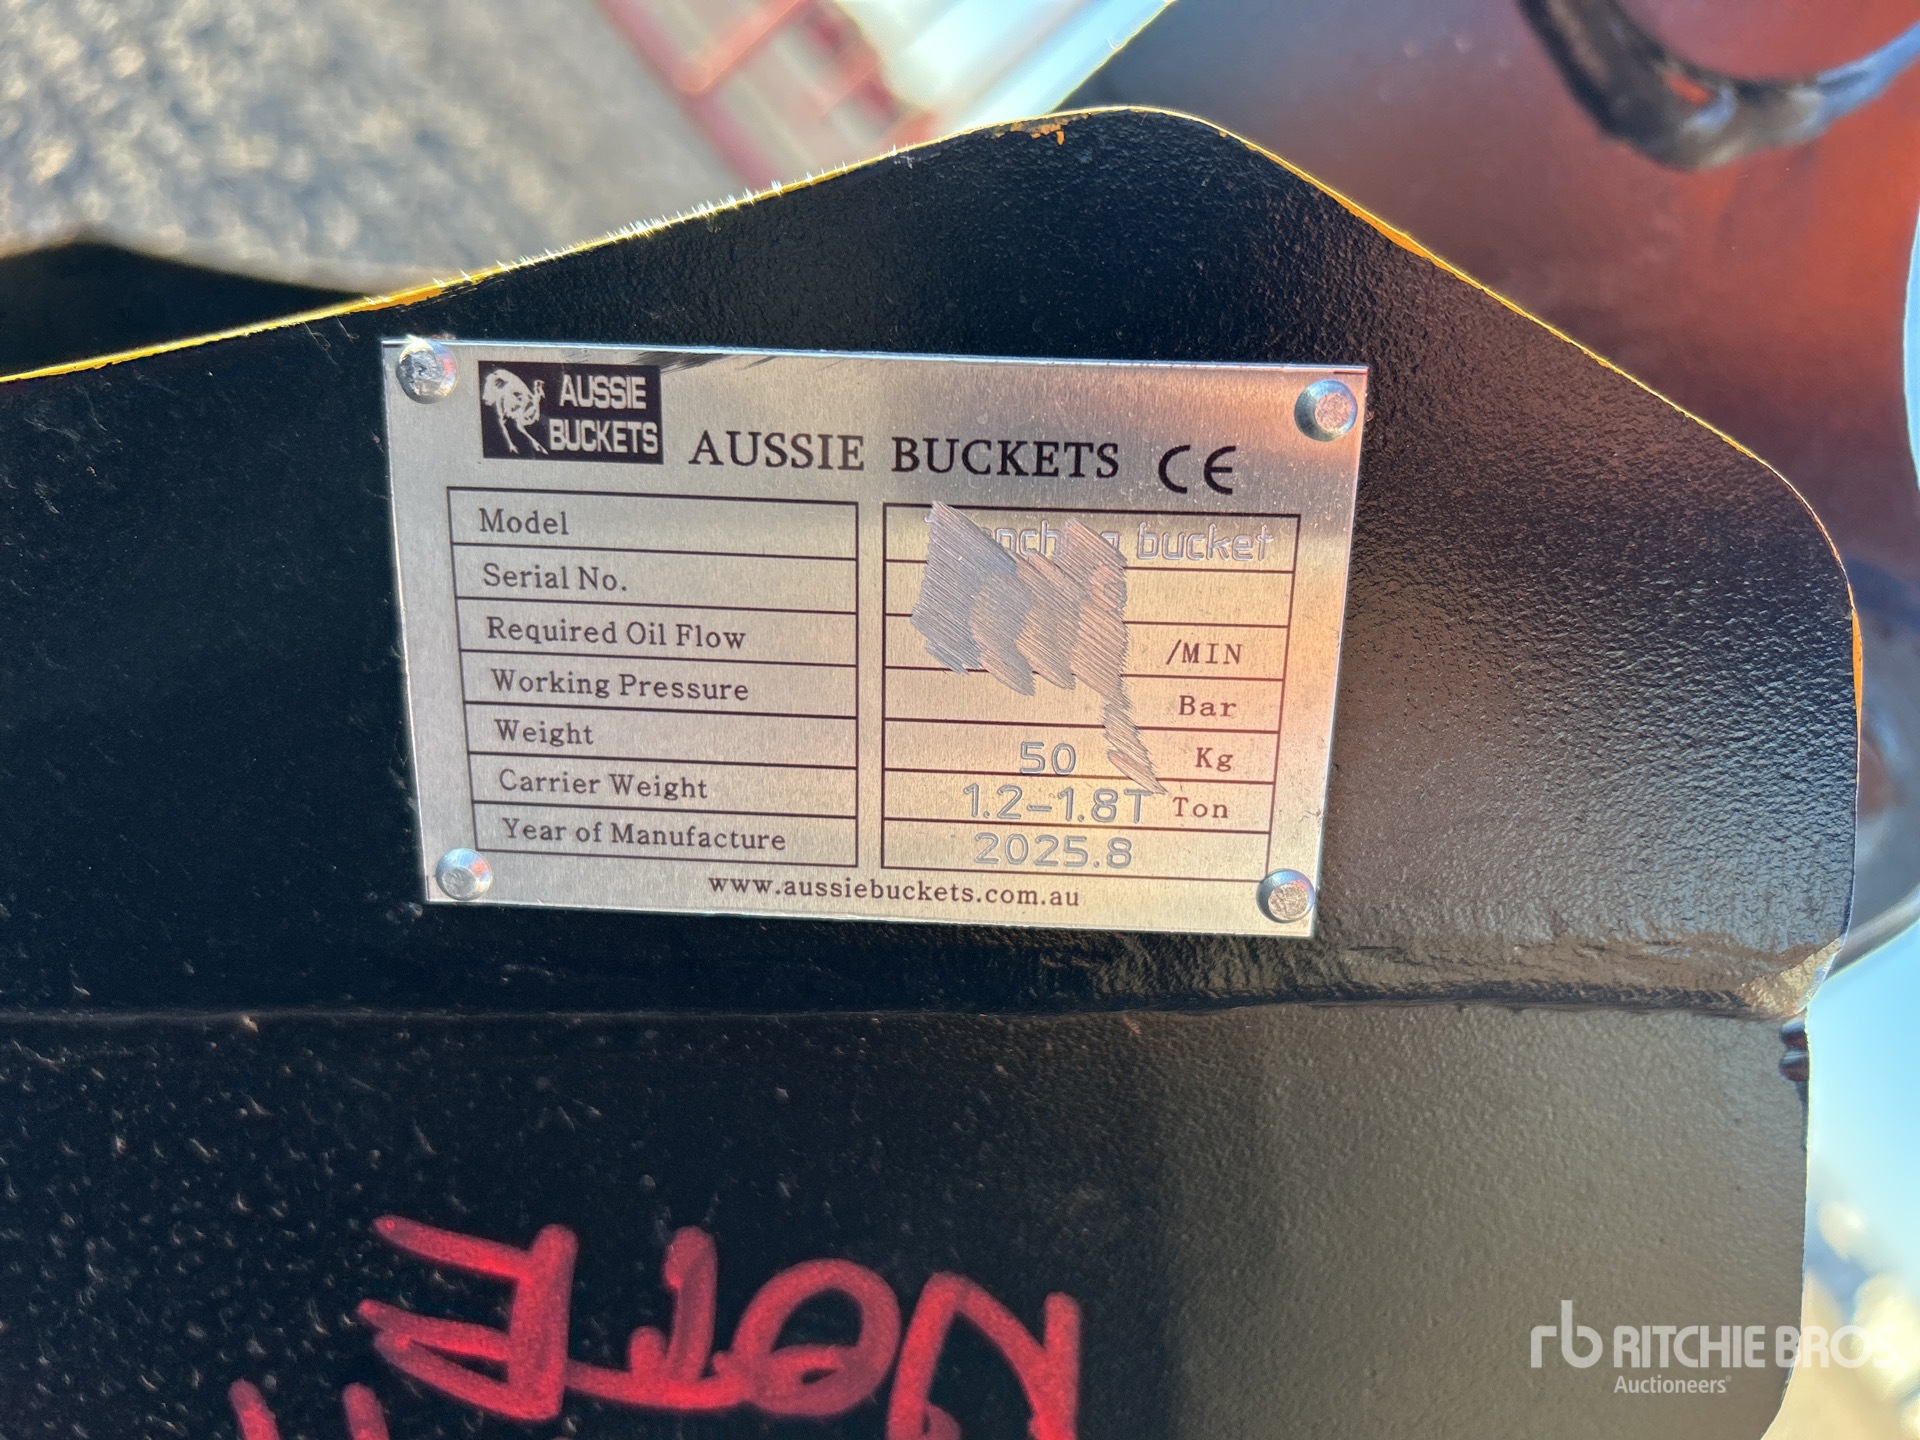 AUSSIE
BUCKETS
AUSSIE BUCKETS CE
Model bucket
Serial No.
Required Oil Flow /MIN
Working Pressure Bar
Weight 50 Kg
Carrier Weight 1.2-1.8T Ton
Year of Manufacture 2025.8
www.aussiebuckets.com.au
NOTE
rb RITCHIE BROS
Auctioneers